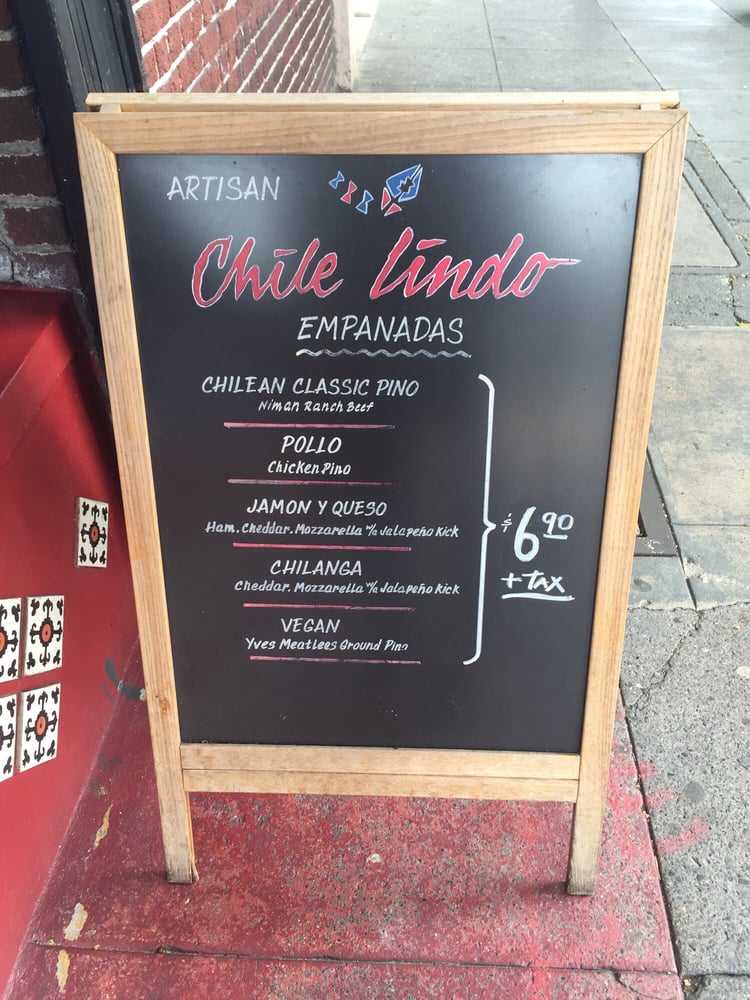 ARTISAN
Chile lindo
EMPANADAS
CHILEAN CLASSIC PINO
Niman Ranch Beef
POLLO
Chicken Pino
JAMON Y QUESO
Ham, Cheddar, Mozzarella w/a Jalapeño Kick
CHILANGA
Cheddar, Mozzarella w/a Jalapeño Kick
VEGAN
Yves Meatlees Ground Pino
$6.90
+ TAX